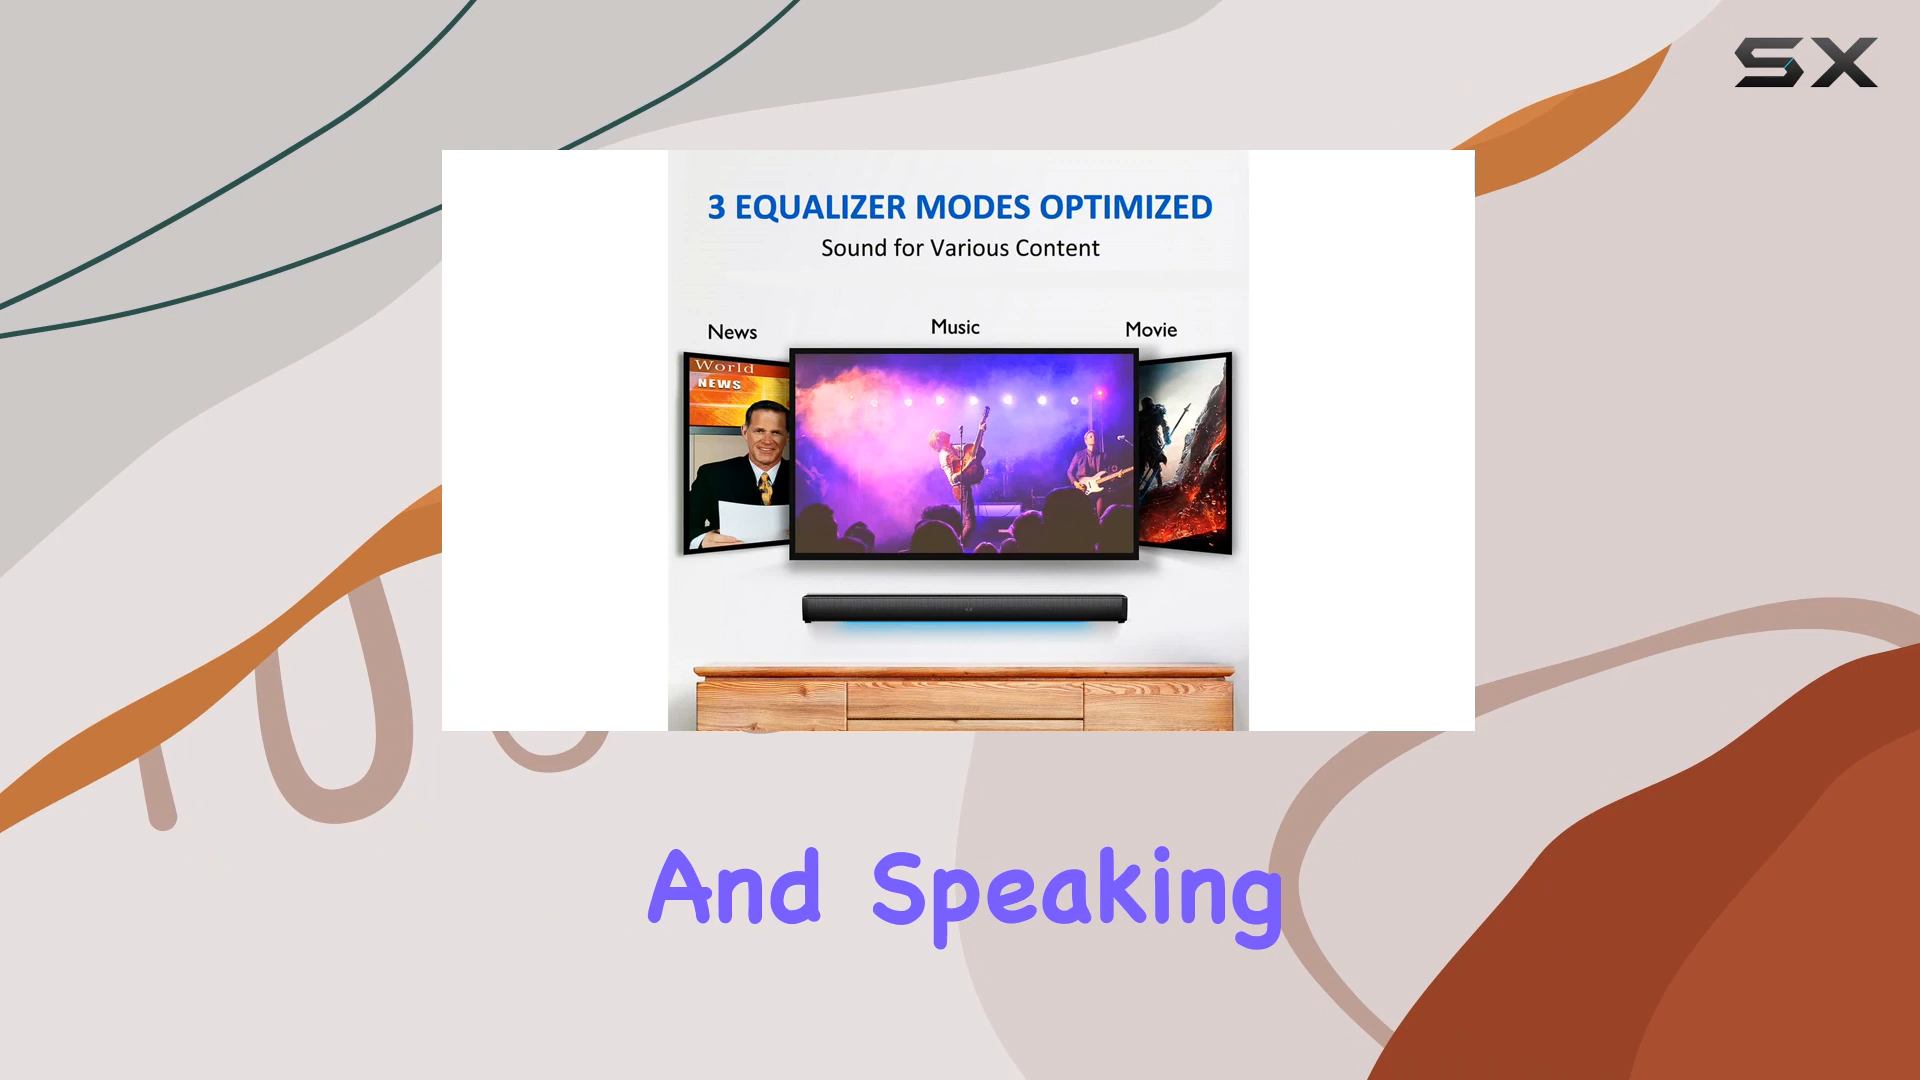 SX
3 EQUALIZER MODES OPTIMIZED
Sound for Various Content
News
Music
Movie
World
NEWS
And Speaking